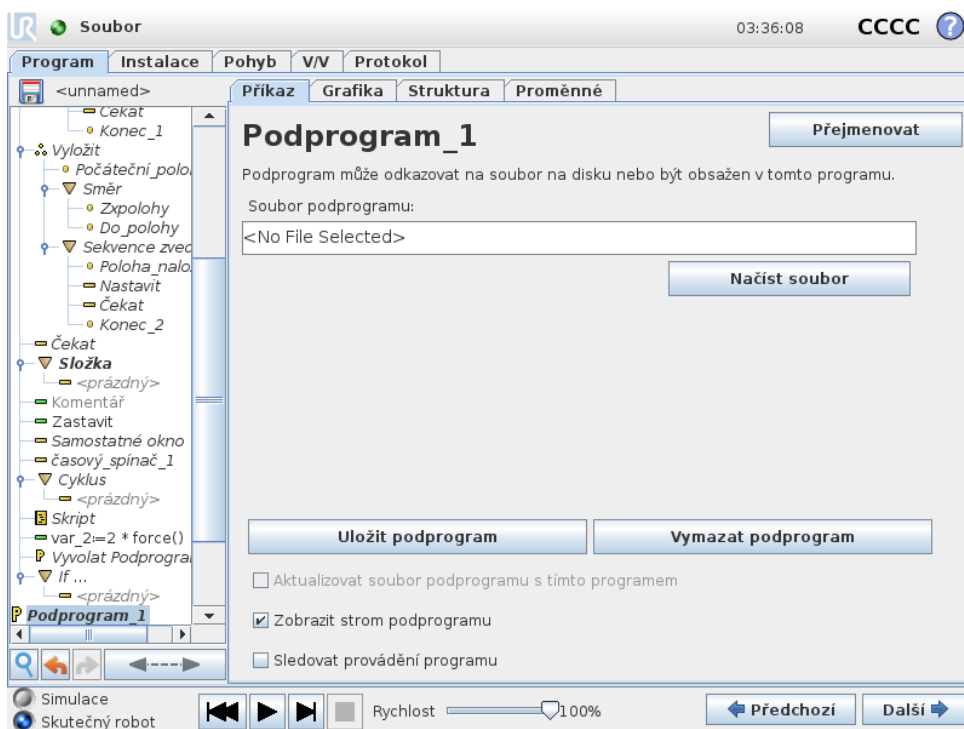 UR
Soubor
03:36:08
CCCC
?
Program Instalace Pohyb V/V Protokol
<unnamed>
Příkaz Grafika Struktura Proměnné
Čekat
Konec_1
Vyložit
Počáteční_polo
Směr
Zxpolohy
Do_polohy
Sekvence zved
Poloha_nalo
Nastavit
Čekat
Konec_2
Čekat
Složka
<prázdný>
Komentář
Zastavit
Samostatné okno
časový_spínač_1
Cyklus
<prázdný>
Skript
var_2:=2 * force()
P Vyvolat Podprogra
If ...
<prázdný>
P Podprogram_1
Podprogram_1
Přejmenovat
Podprogram může odkazovat na soubor na disku nebo být obsažen v tomto programu.
Soubor podprogramu:
<No File Selected>
Načíst soubor
Uložit podprogram
Vymazat podprogram
Aktualizovat soubor podprogramu s tímto programem
Zobrazit strom podprogramu
Sledovat provádění programu
Simulace
Skutečný robot
Rychlost 100%
Předchozí
Další